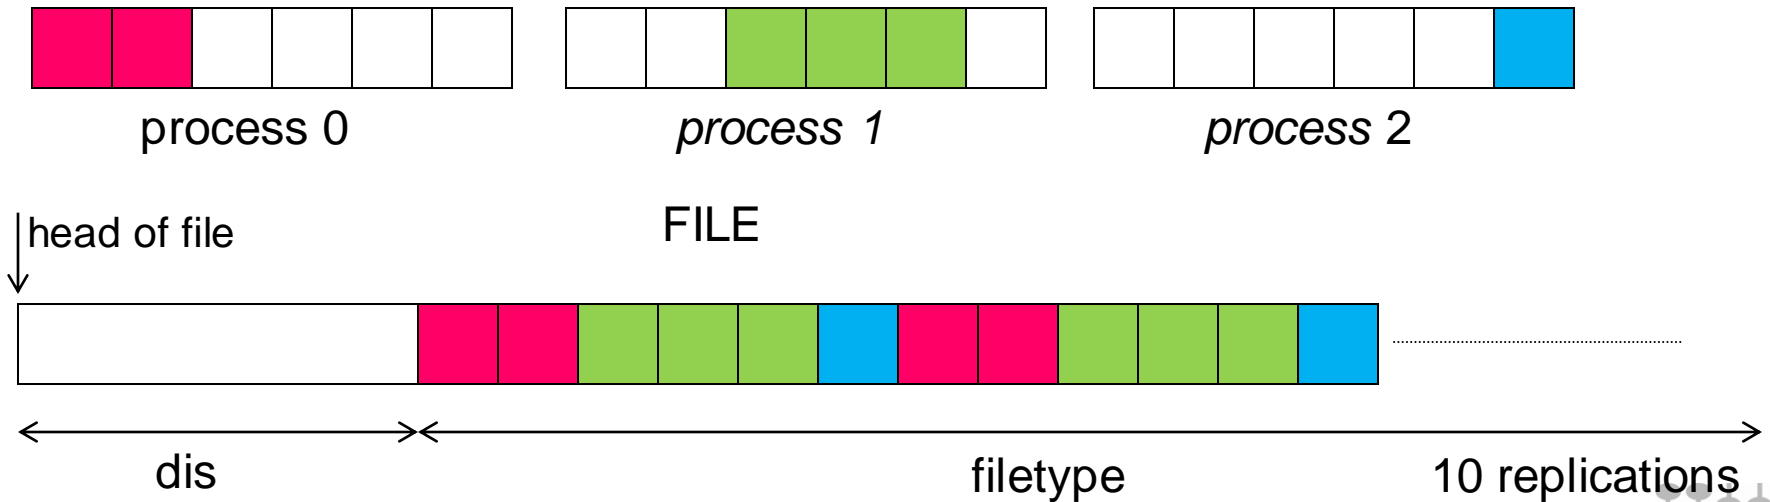 process 0
process 1
process 2
head of file
FILE
dis
filetype
10 replications